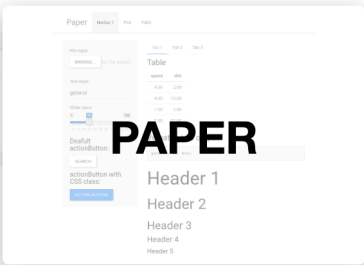 Paper Navbar 1 Plot Table
File input:
BROWSE...
Text input:
general
Slider input:
Deafult
actionButton:
SEARCH
actionButton with
CSS class:
ACTION BUTTON
Tab 1 Tab 2 Tab 3
Table
speed dist
4.00 2.00
4.00 10.00
7.00 4.00
PAPER
Header 1
Header 2
Header 3
Header 4
Header 5